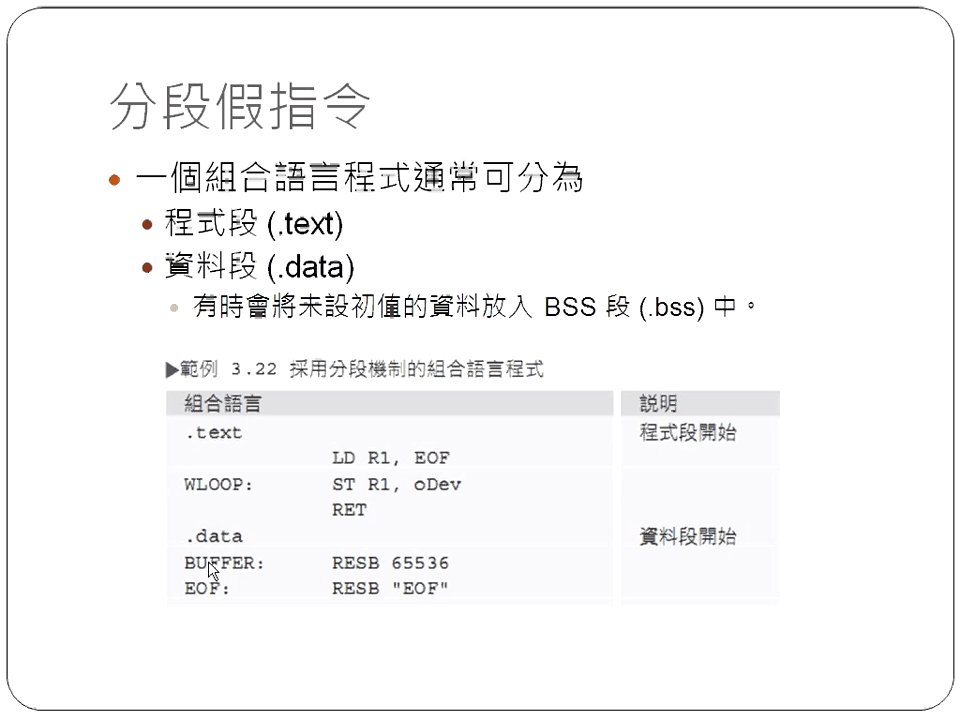 分段假指令
一個組合語言程式通常可分為
程式段 (.text)
資料段 (.data)
有時會將未設初值的資料放入 BSS 段 (.bss) 中。
▶範例 3.22 採用分段機制的組合語言程式
組合語言 說明
.text 程式段開始
LD R1, EOF
WLOOP: ST R1, oDev
RET
.data 資料段開始
BUFFER: RESB 65536
EOF: RESB "EOF"